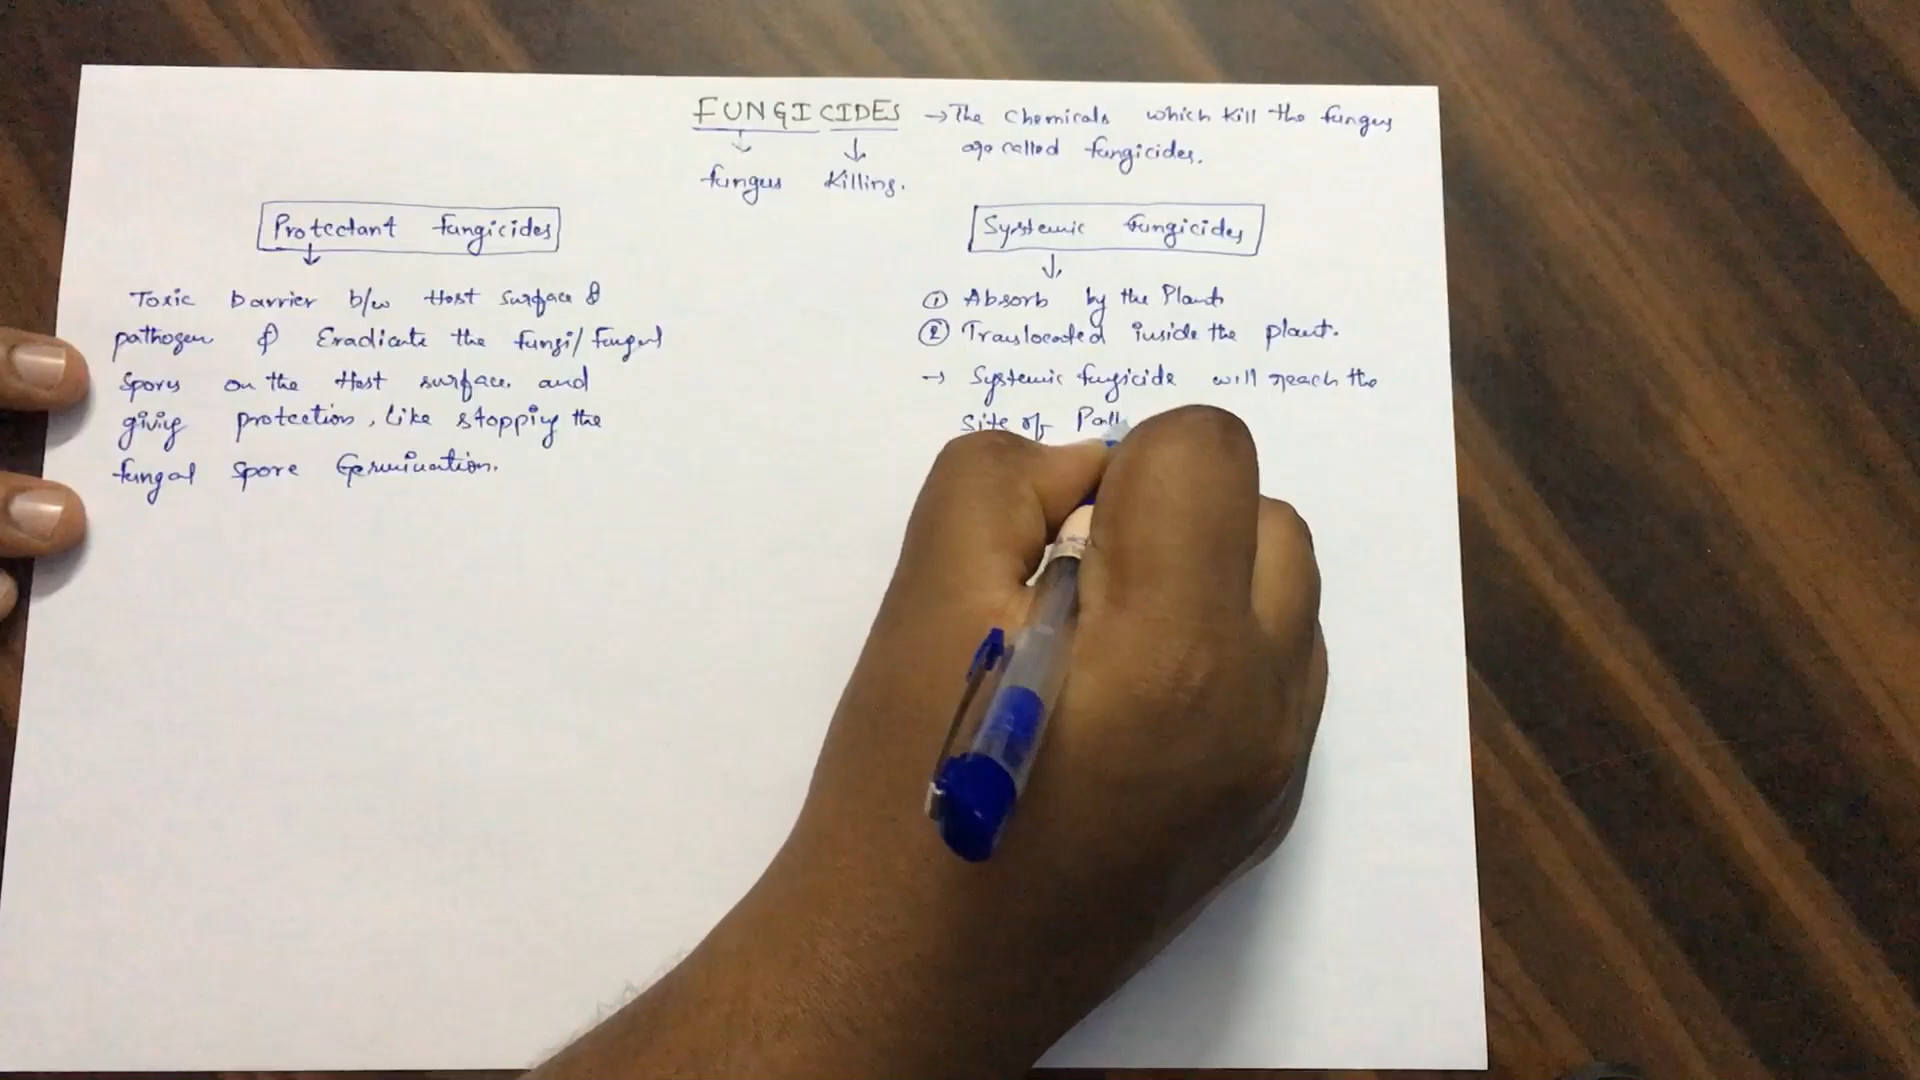 FUNGICIDES → The chemicals which kill the fungus
are called fungicides.
fungus killing.
Protectant fungicides
Toxic barrier b/w Host surface &
pathogen & Eradicate the fungi/fungal
spores on the Host surface and
giving protection, like stopping the
fungal spore Germination.
Systemic fungicides
① Absorb by the Plant
② Translocated inside the plant.
→ Systemic fungicide will reach the
site of